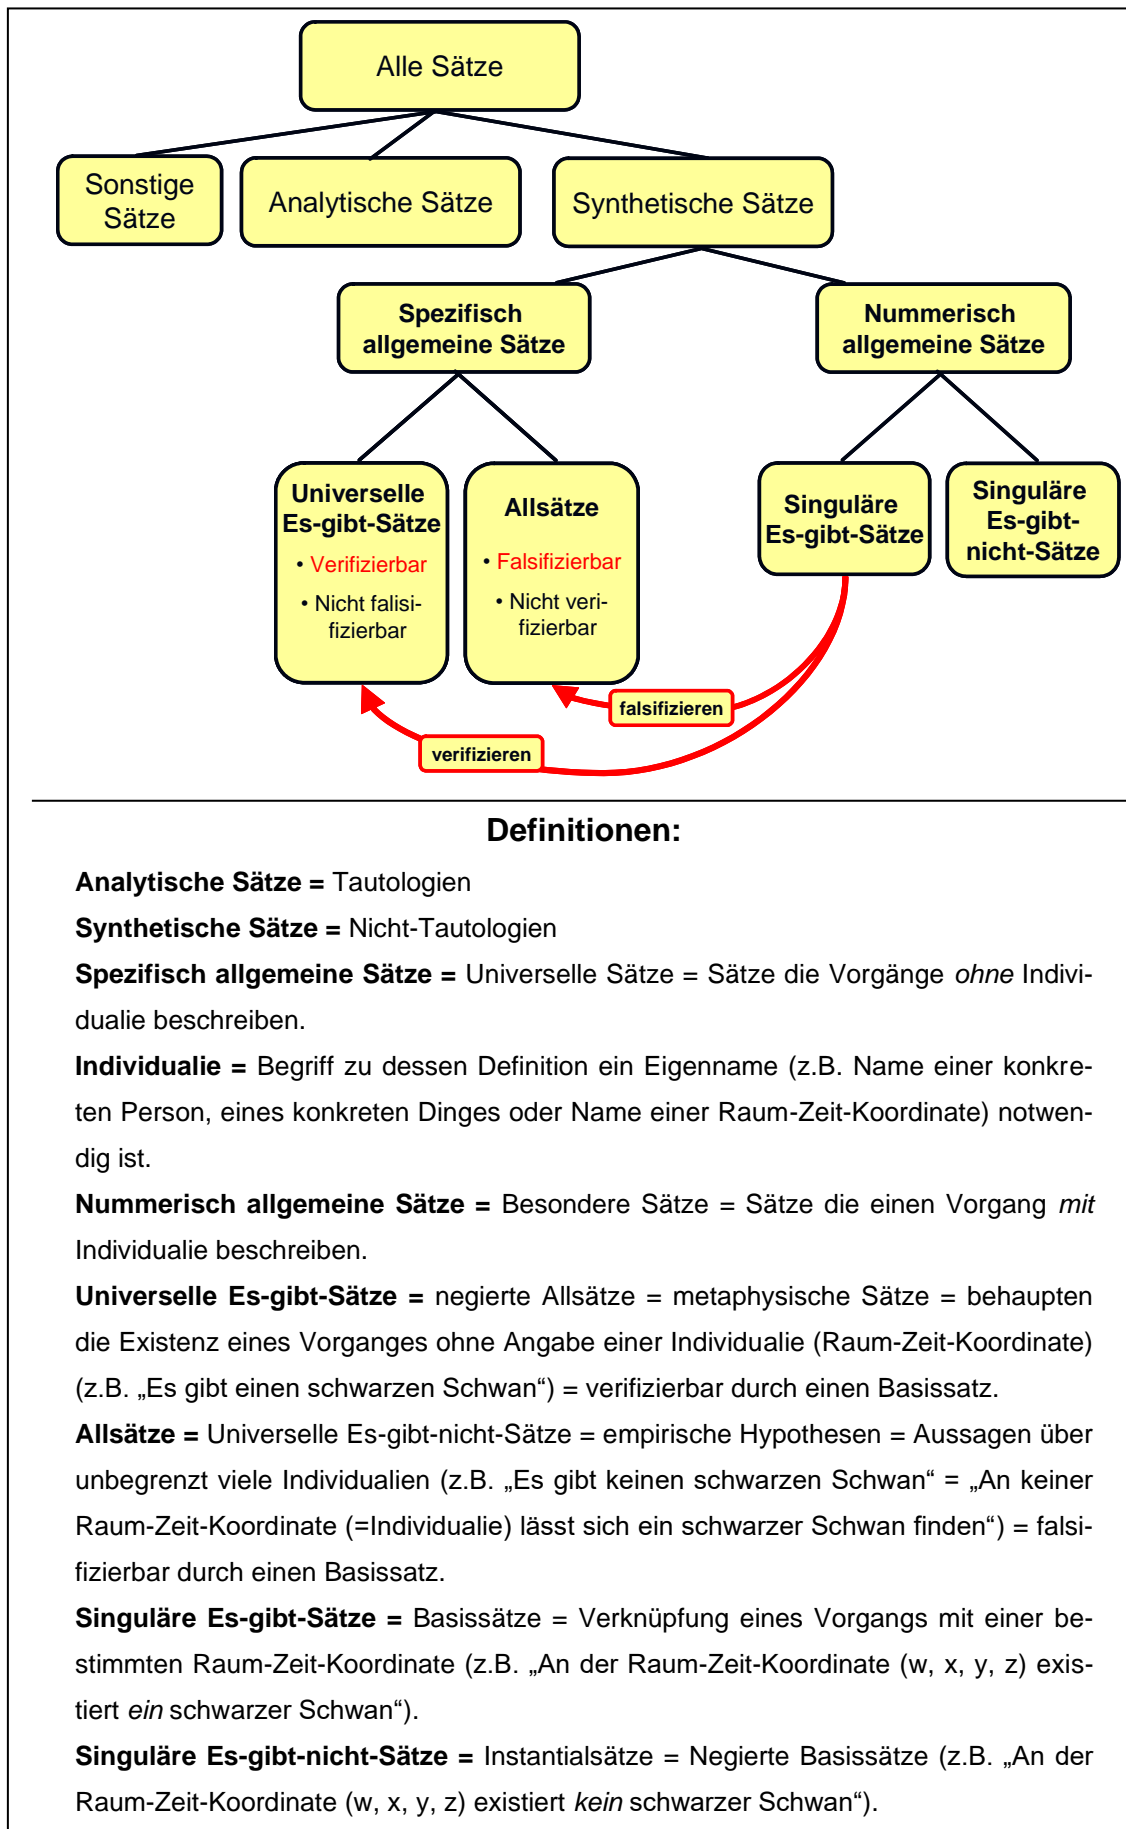 Alle Sätze
Sonstige
Sätze
Analytische Sätze
Synthetische Sätze
Spezifisch
allgemeine Sätze
Nummerisch
allgemeine Sätze
Universelle
Es-gibt-Sätze
• Verifizierbar
• Nicht falisi-
fizierbar
Allsätze
• Falsifizierbar
• Nicht veri-
fizierbar
Singuläre
Es-gibt-Sätze
Singuläre
Es-gibt-
nicht-Sätze
falsifizieren
verifizieren
Definitionen:
Analytische Sätze = Tautologien
Synthetische Sätze = Nicht-Tautologien
Spezifisch allgemeine Sätze = Universelle Sätze = Sätze die Vorgänge ohne Indivi-
dualie beschreiben.
Individualie = Begriff zu dessen Definition ein Eigenname (z.B. Name einer konkre-
ten Person, eines konkreten Dinges oder Name einer Raum-Zeit-Koordinate) notwen-
dig ist.
Nummerisch allgemeine Sätze = Besondere Sätze = Sätze die einen Vorgang mit
Individualie beschreiben.
Universelle Es-gibt-Sätze = negierte Allsätze = metaphysische Sätze = behaupten
die Existenz eines Vorganges ohne Angabe einer Individualie (Raum-Zeit-Koordinate)
(z.B. „Es gibt einen schwarzen Schwan“) = verifizierbar durch einen Basissatz.
Allsätze = Universelle Es-gibt-nicht-Sätze = empirische Hypothesen = Aussagen über
unbegrenzt viele Individualien (z.B. „Es gibt keinen schwarzen Schwan“ = „An keiner
Raum-Zeit-Koordinate (=Individualie) lässt sich ein schwarzer Schwan finden“) = falsi-
fizierbar durch einen Basissatz.
Singuläre Es-gibt-Sätze = Basissätze = Verknüpfung eines Vorgangs mit einer be-
stimmten Raum-Zeit-Koordinate (z.B. „An der Raum-Zeit-Koordinate (w, x, y, z) exis-
tiert ein schwarzer Schwan“).
Singuläre Es-gibt-nicht-Sätze = Instantialsätze = Negierte Basissätze (z.B. „An der
Raum-Zeit-Koordinate (w, x, y, z) existiert kein schwarzer Schwan“).